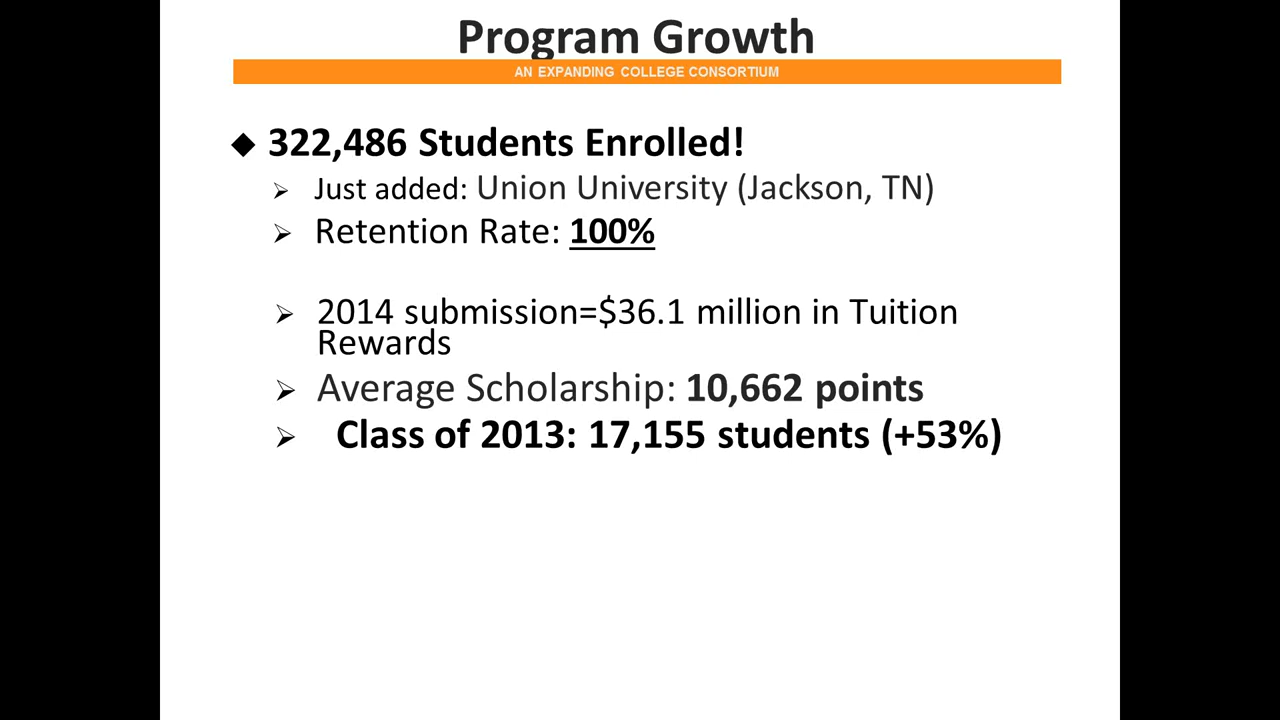 Program Growth
AN EXPANDING COLLEGE CONSORTIUM
◆ 322,486 Students Enrolled!
➢ Just added: Union University (Jackson, TN)
➢ Retention Rate: 100%
➢ 2014 submission=$36.1 million in Tuition
Rewards
➢ Average Scholarship: 10,662 points
➢ Class of 2013: 17,155 students (+53%)